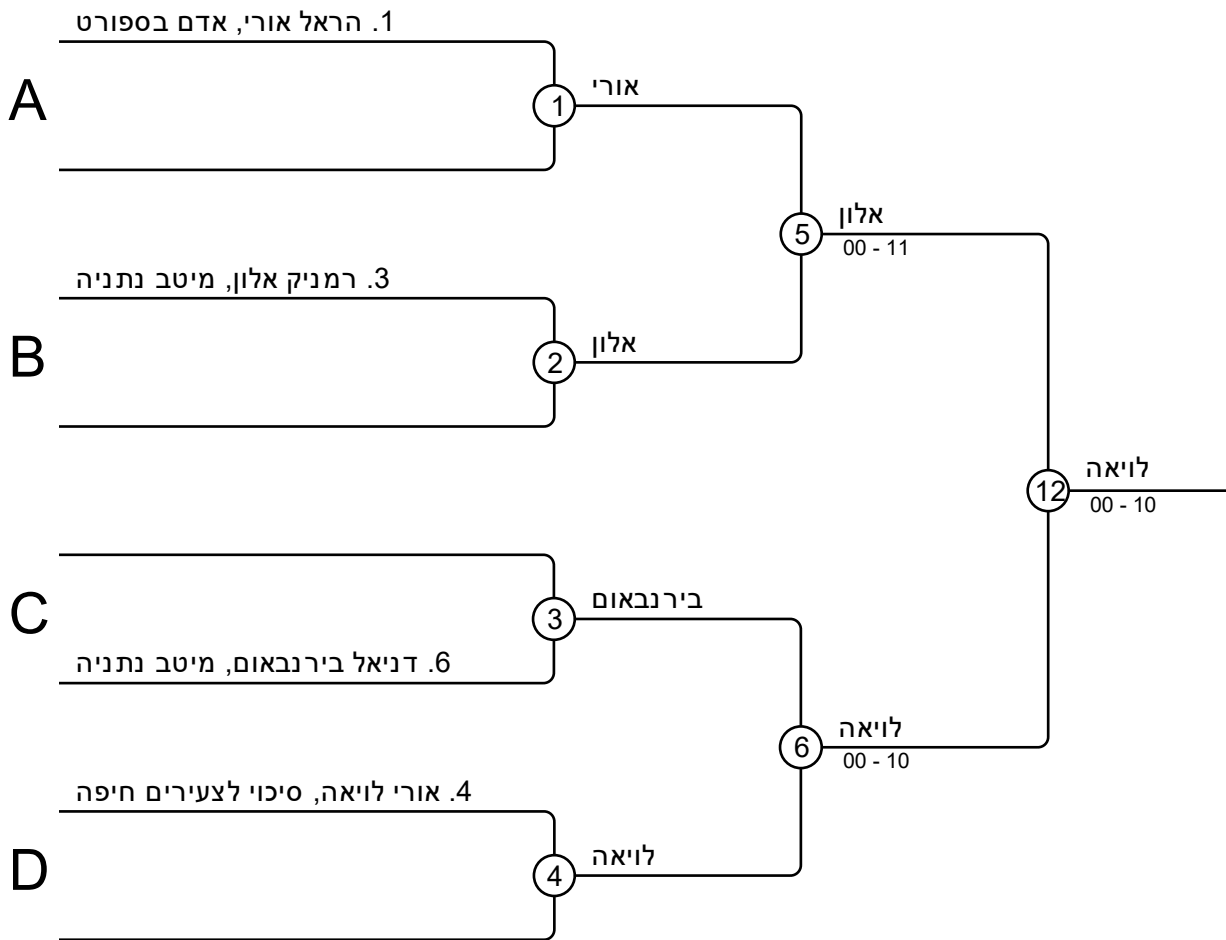 1. הראל אורי, אדם בספורט
A
1
אורי
5
אלון
00 - 11
3. רמניק אלון, מיטב נתניה
B
2
אלון
12
לויאה
00 - 10
C
3
בירנבאום
6. דניאל בירנבאום, מיטב נתניה
6
לויאה
00 - 10
4. אורי לויאה, סיכוי לצעירים חיפה
D
4
לויאה